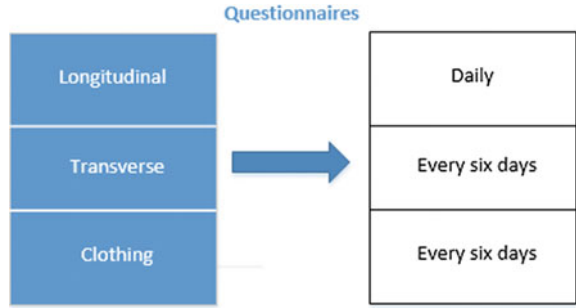 Questionnaires
Longitudinal
Daily
Transverse
Every six days
Clothing
Every six days